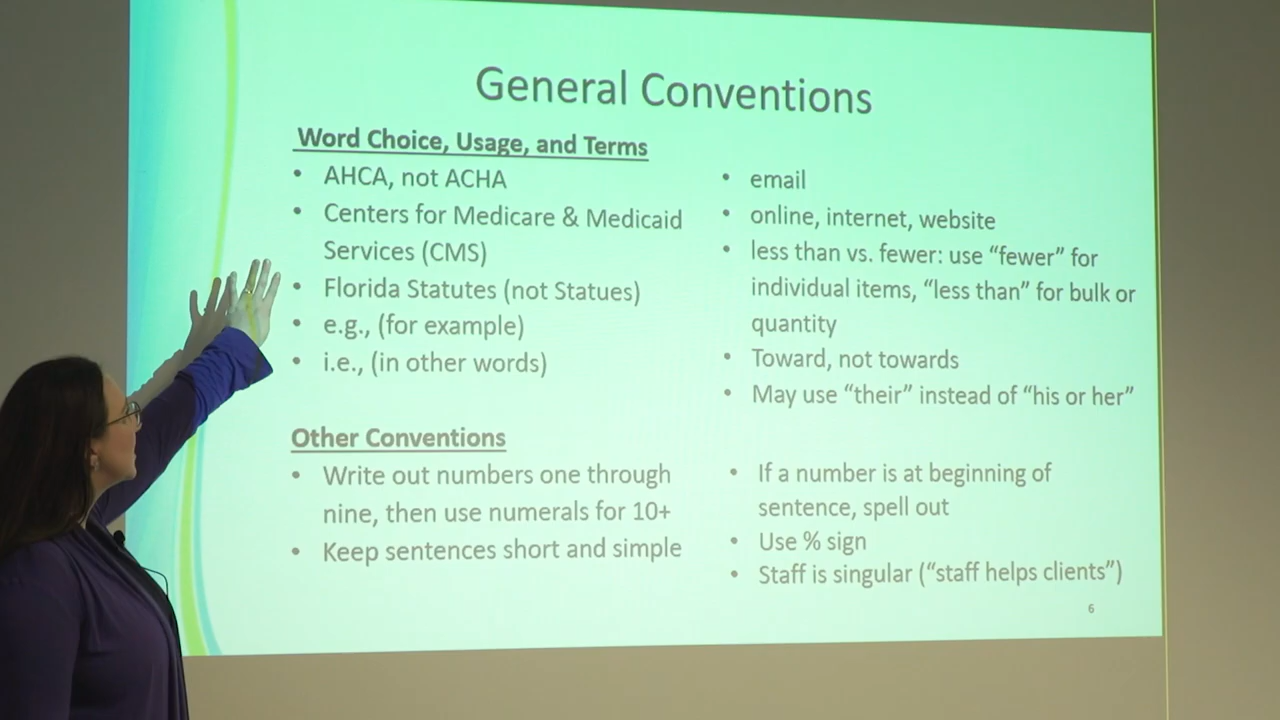 General Conventions
Word Choice, Usage, and Terms
• AHCA, not ACHA
• Centers for Medicare & Medicaid
Services (CMS)
• Florida Statutes (not Statues)
• e.g., (for example)
• i.e., (in other words)
• email
• online, internet, website
• less than vs. fewer: use “fewer” for
individual items, “less than” for bulk or
quantity
• Toward, not towards
• May use “their” instead of “his or her”
Other Conventions
• Write out numbers one through
nine, then use numerals for 10+
• Keep sentences short and simple
• If a number is at beginning of
sentence, spell out
• Use % sign
• Staff is singular (“staff helps clients”)
6